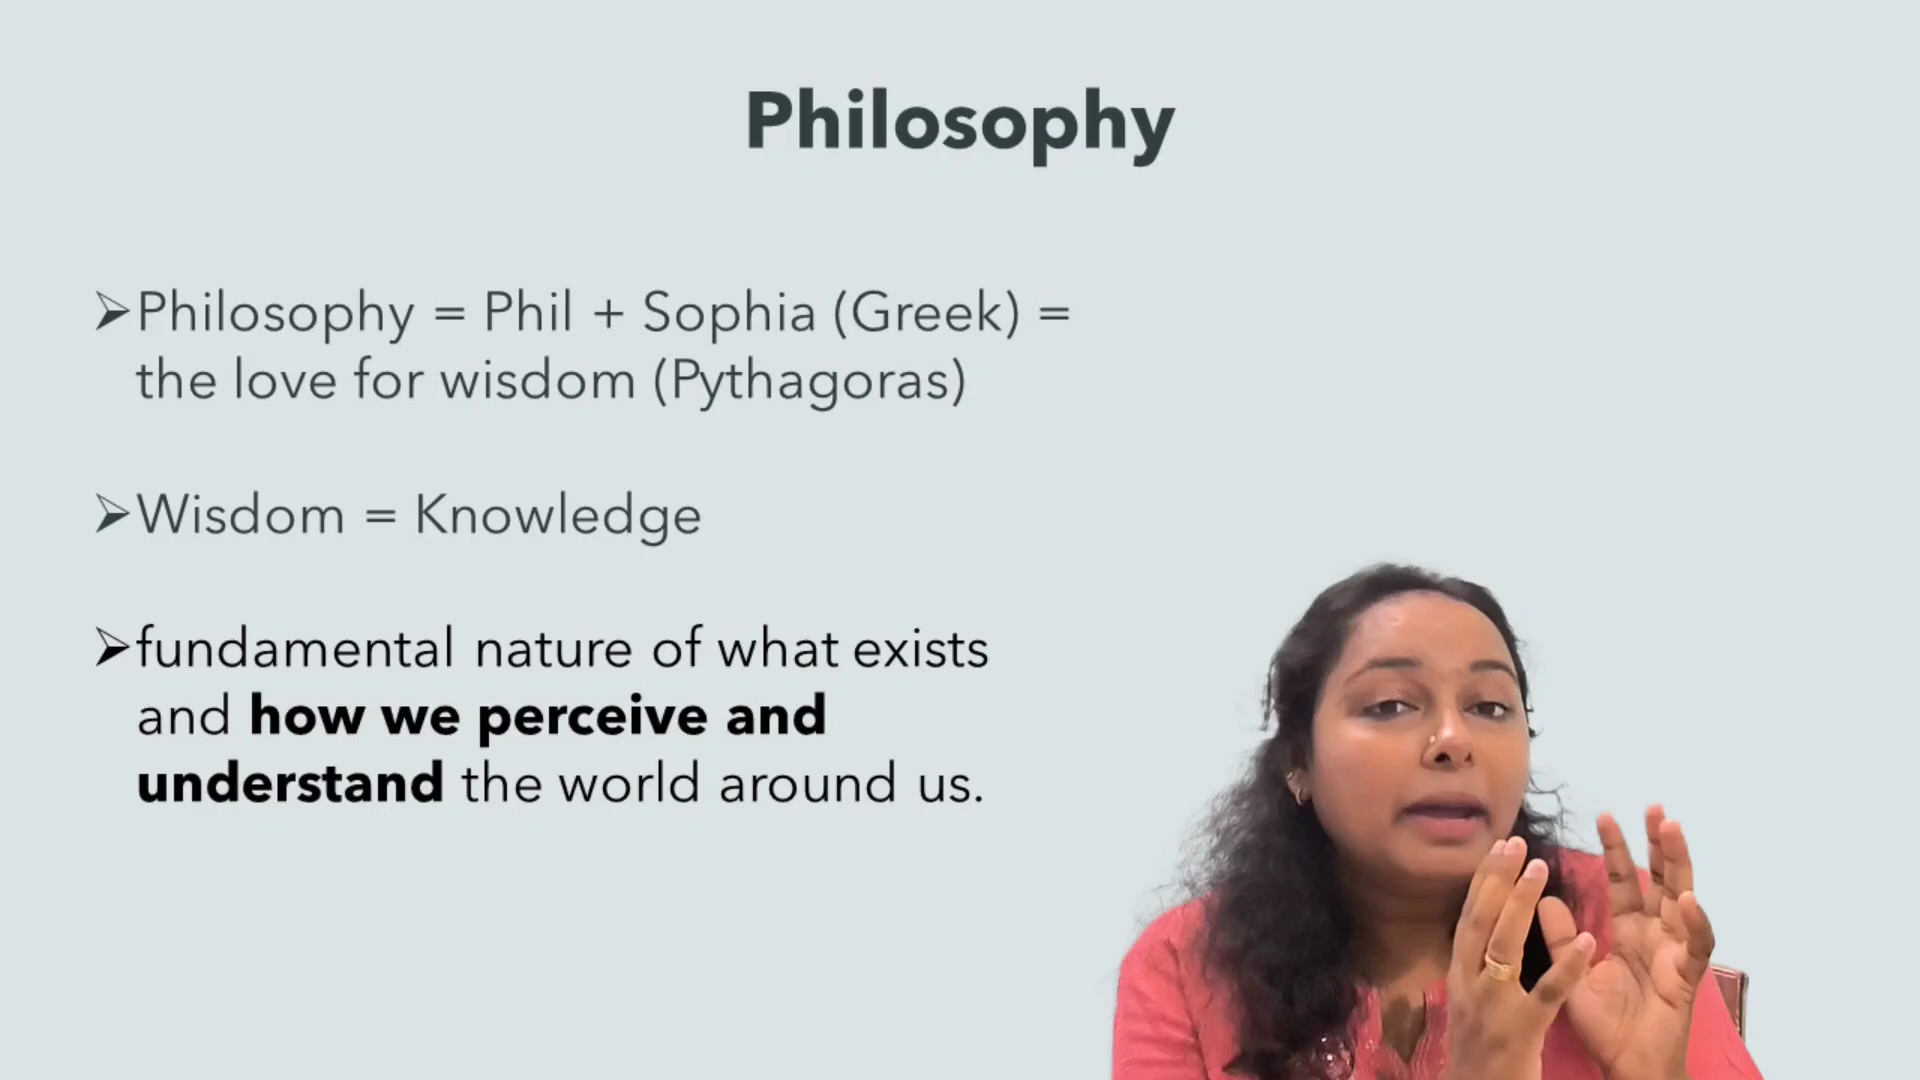 Philosophy
➢Philosophy = Phil + Sophia (Greek) =
the love for wisdom (Pythagoras)
➢Wisdom = Knowledge
➢fundamental nature of what exists
and how we perceive and
understand the world around us.